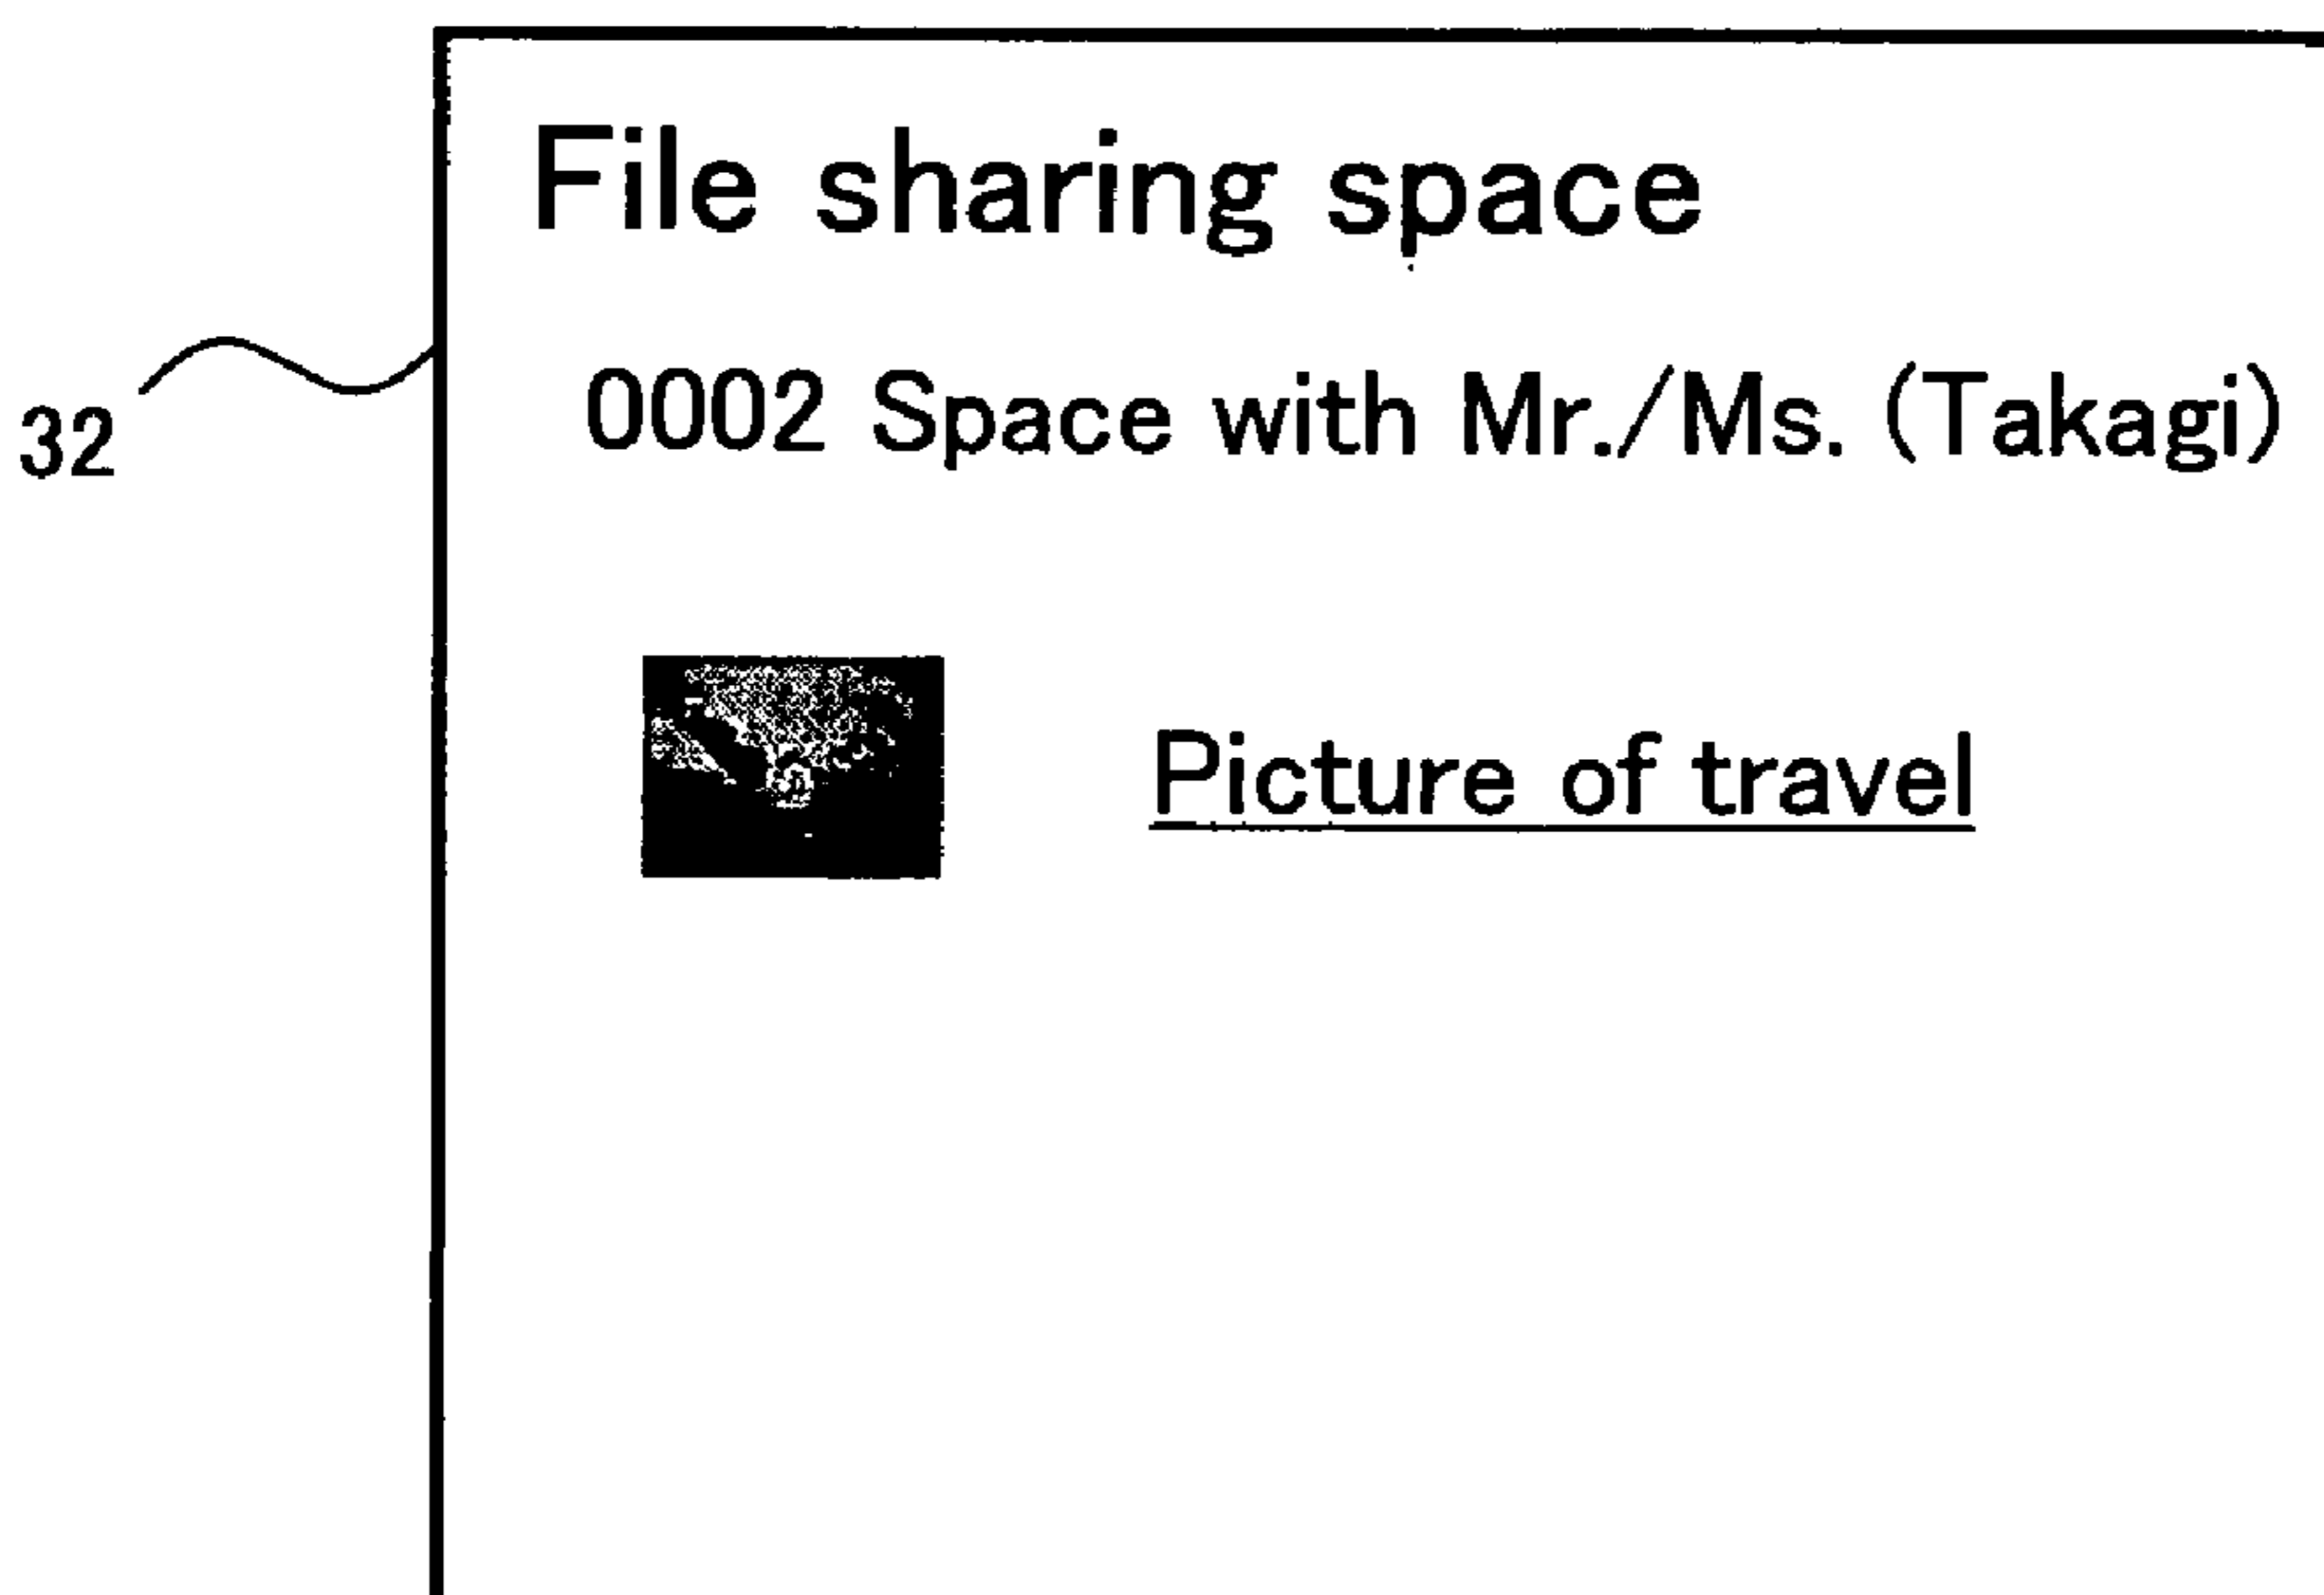 File sharing space
0002 Space with Mr./Ms. (Takagi)
32
Picture of travel